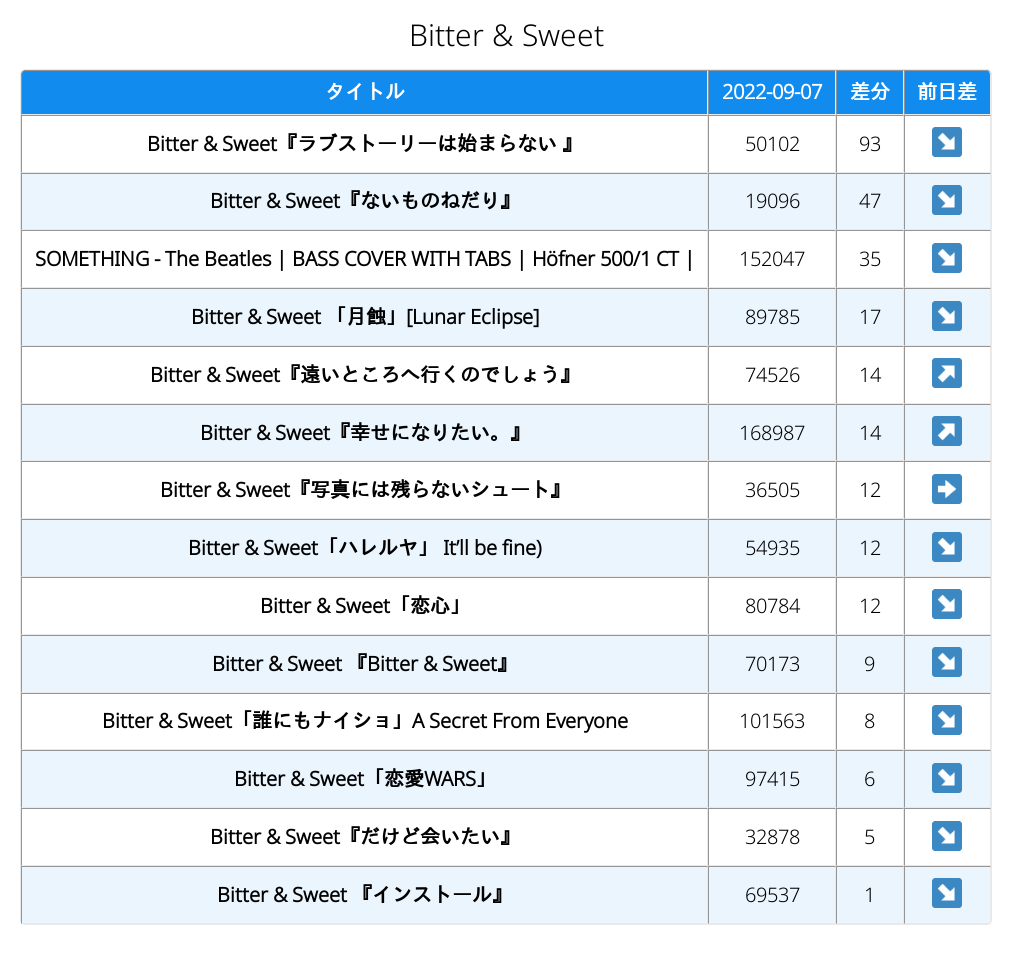 Bitter & Sweet
タイトル 2022-09-07 差分 前日差
Bitter & Sweet『ラブストーリーは始まらない 』 50102 93
Bitter & Sweet『ないものねだり』 19096 47
SOMETHING - The Beatles | BASS COVER WITH TABS | Höfner 500/1 CT | 152047 35
Bitter & Sweet 「月蝕」[Lunar Eclipse] 89785 17
Bitter & Sweet『遠いところへ行くのでしょう』 74526 14
Bitter & Sweet『幸せになりたい。』 168987 14
Bitter & Sweet『写真には残らないシュート』 36505 12
Bitter & Sweet「ハレルヤ」 It’ll be fine) 54935 12
Bitter & Sweet「恋心」 80784 12
Bitter & Sweet 『Bitter & Sweet』 70173 9
Bitter & Sweet「誰にもナイショ」A Secret From Everyone 101563 8
Bitter & Sweet「恋愛WARS」 97415 6
Bitter & Sweet『だけど会いたい』 32878 5
Bitter & Sweet 『インストール』 69537 1